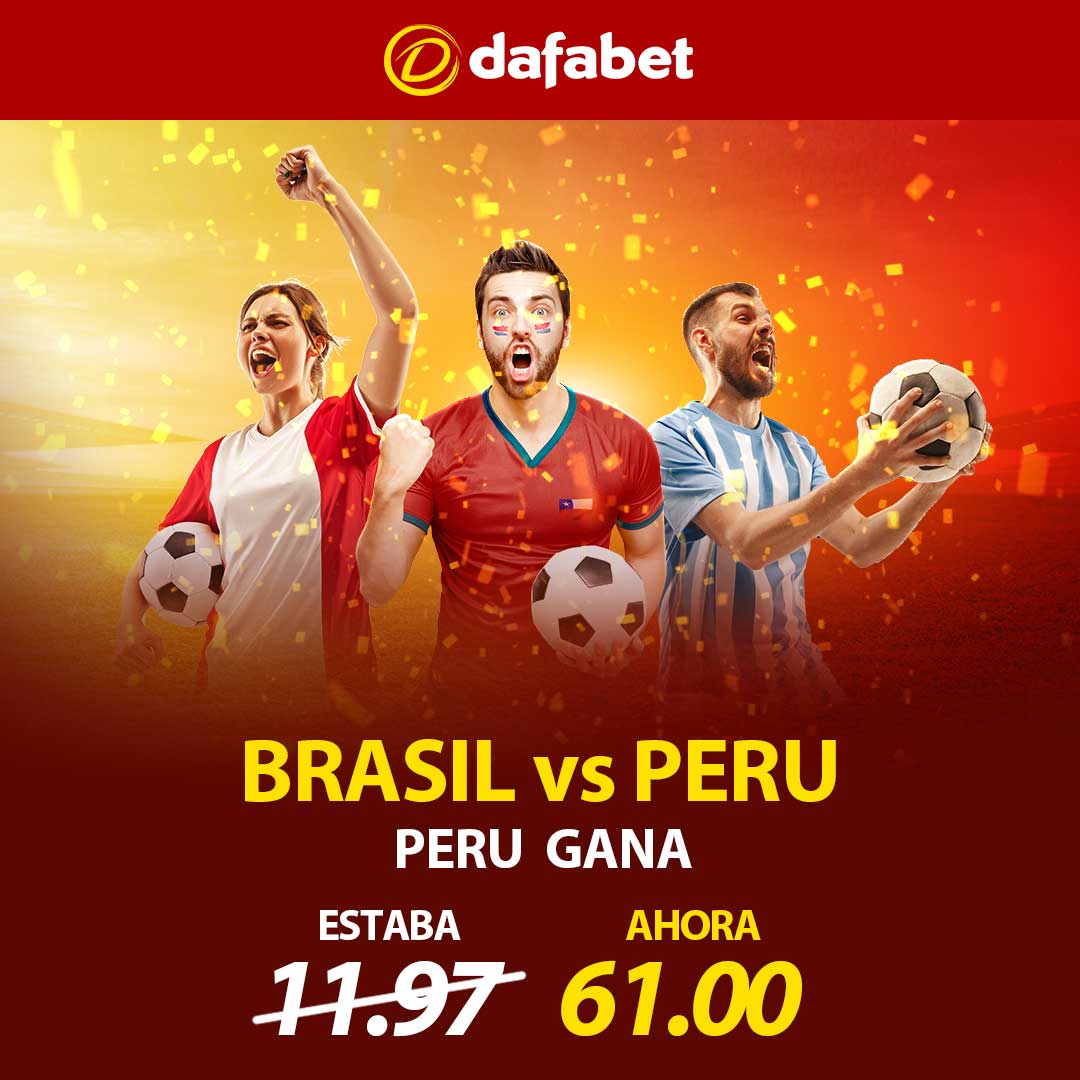 dafabet
BRASIL vs PERU
PERU GANA
ESTABA
AHORA
11.97
61.00